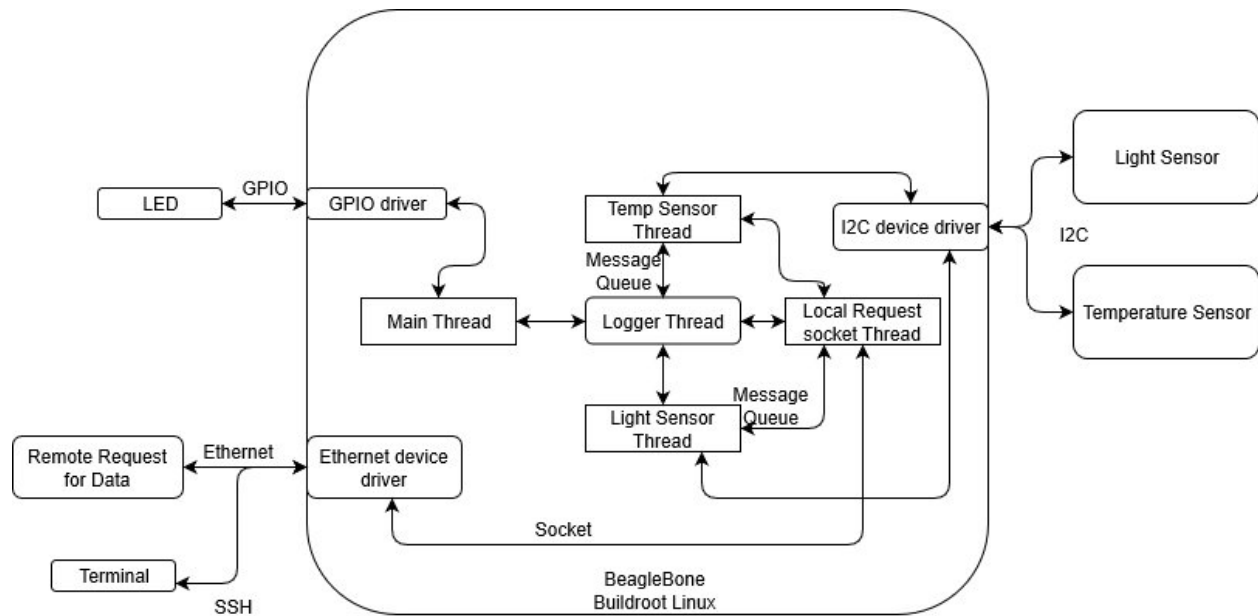 Light Sensor
GPIO
LED
GPIO driver
Temp Sensor
Thread
I2C device driver
I2C
Message
Queue
Main Thread
Logger Thread
Local Request
socket Thread
Temperature Sensor
Light Sensor
Thread
Message
Queue
Remote Request
for Data
Ethernet
Ethernet device
driver
Socket
Terminal
SSH
BeagleBone
Buildroot Linux